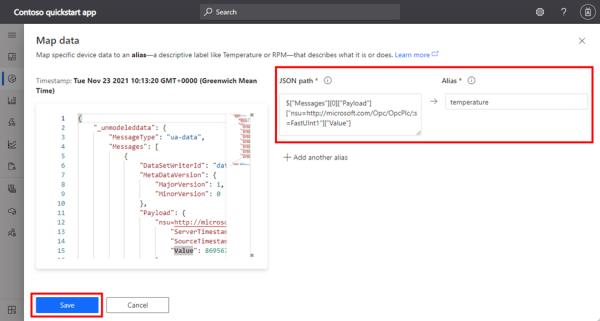 Contoso quickstart app
Search
Map data
Map specific device data to an alias—a descriptive label like Temperature or RPM—that describes what it is or does. Learn more
Timestamp: Tue Nov 23 2021 10:13:20 GMT+0000 (Greenwich Mean
Time)
1 {
2 "_unmodeleddata": {
3 "MessageType": "ua-data",
4 "Messages": [
5 {
6 "DataSetWriterId": "dat
7 "MetaDataVersion": {
8 "MajorVersion": 1,
9 "MinorVersion": 0
10 },
11 "Payload": {
12 "nsu=http://microso
13 "ServerTimestam
14 "SourceTimestam
15 "Value": 869567
16 }
JSON path *
Alias *
$["Messages"][0]["Payload"]
["nsu=http://microsoft.com/Opc/OpcPlc/;s
=FastUInt1"]["Value"]
temperature
Add another alias
Save
Cancel